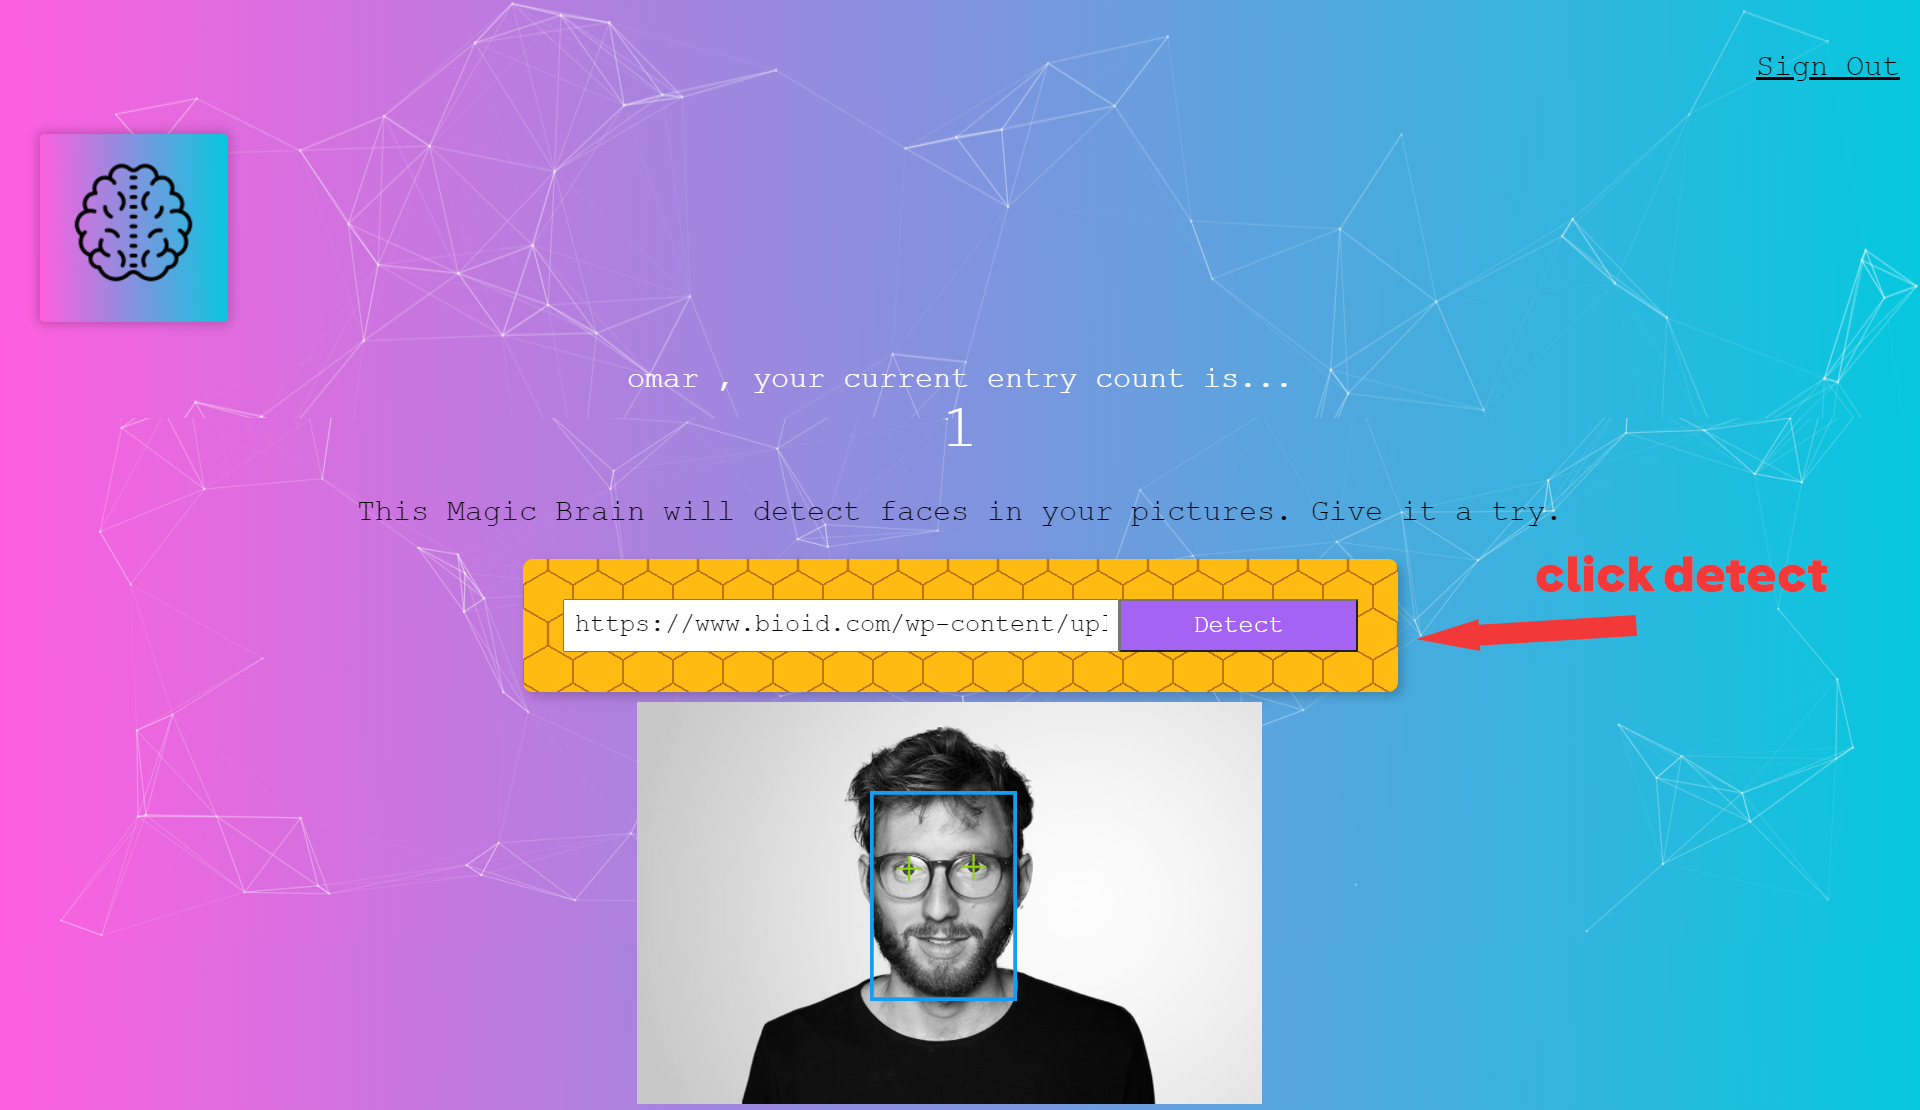 Sign Out
omar , your current entry count is...
1
This Magic Brain will detect faces in your pictures. Give it a try.
click detect
https://www.bioid.com/wp-content/upl
Detect